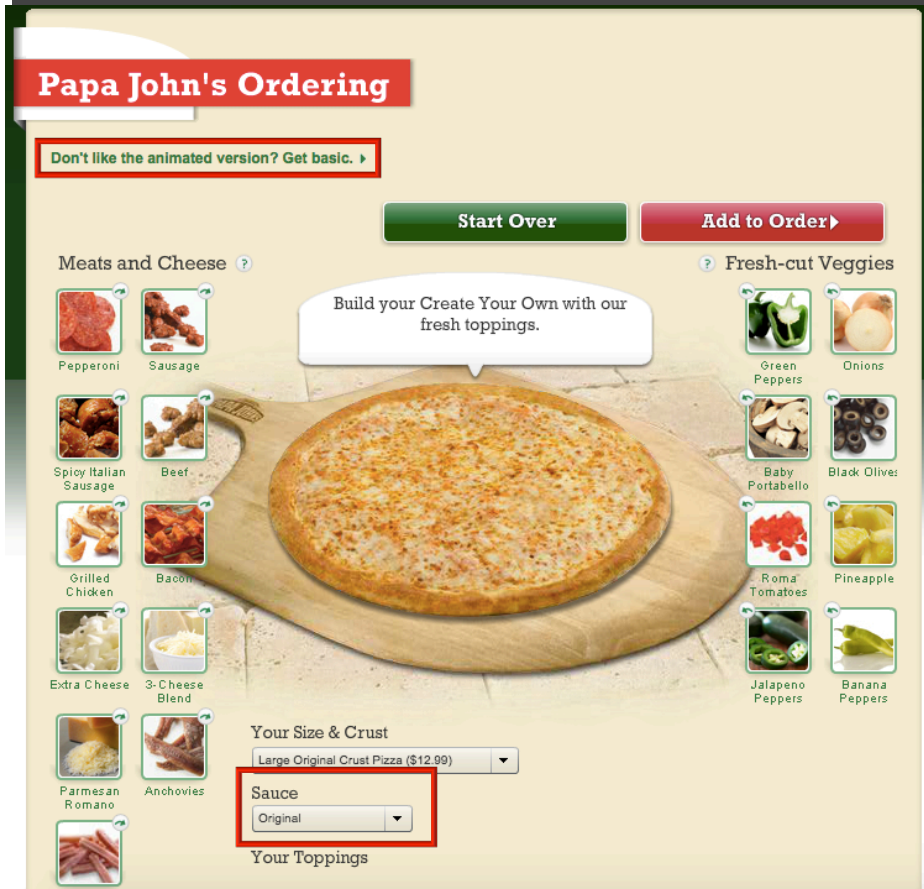 Papa John's Ordering
Don't like the animated version? Get basic.
Start Over
Add to Order
Meats and Cheese ?
? Fresh-cut Veggies
Build your Create Your Own with our
fresh toppings.
Pepperoni
Sausage
Green
Peppers
Onions
Spicy Italian
Sausage
Beef
Baby
Portabello
Black Olives
Grilled
Chicken
Bacon
Roma
Tomatoes
Pineapple
Extra Cheese
3-Cheese
Blend
Jalapeno
Peppers
Banana
Peppers
Parmesan
Romano
Anchovies
Your Size & Crust
Large Original Crust Pizza ($12.99)
Sauce
Original
Your Toppings